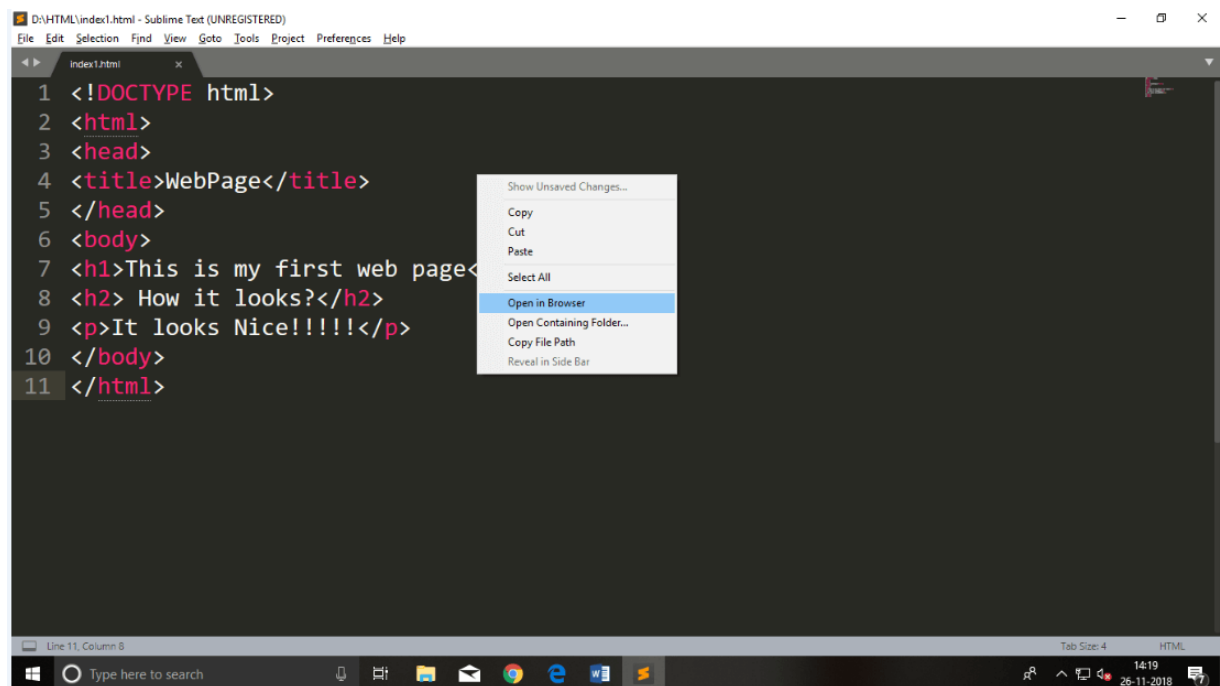 D:\HTML\index1.html - Sublime Text (UNREGISTERED)
File Edit Selection Find View Goto Tools Project Preferences Help
index1.html ×
1 <!DOCTYPE html>
2 <html>
3 <head>
4 <title>WebPage</title>
5 </head>
6 <body>
7 <h1>This is my first web page<
8 <h2> How it looks?</h2>
9 <p>It looks Nice!!!!!</p>
10 </body>
11 </html>
Show Unsaved Changes...
Copy
Cut
Paste
Select All
Open in Browser
Open Containing Folder...
Copy File Path
Reveal in Side Bar
Line 11, Column 8 Tab Size: 4 HTML
Type here to search
14:19
26-11-2018
7